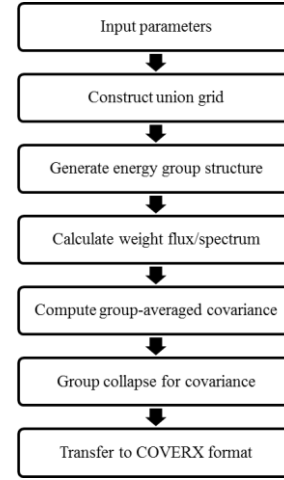 Input parameters
Construct union grid
Generate energy group structure
Calculate weight flux/spectrum
Compute group-averaged covariance
Group collapse for covariance
Transfer to COVERX format